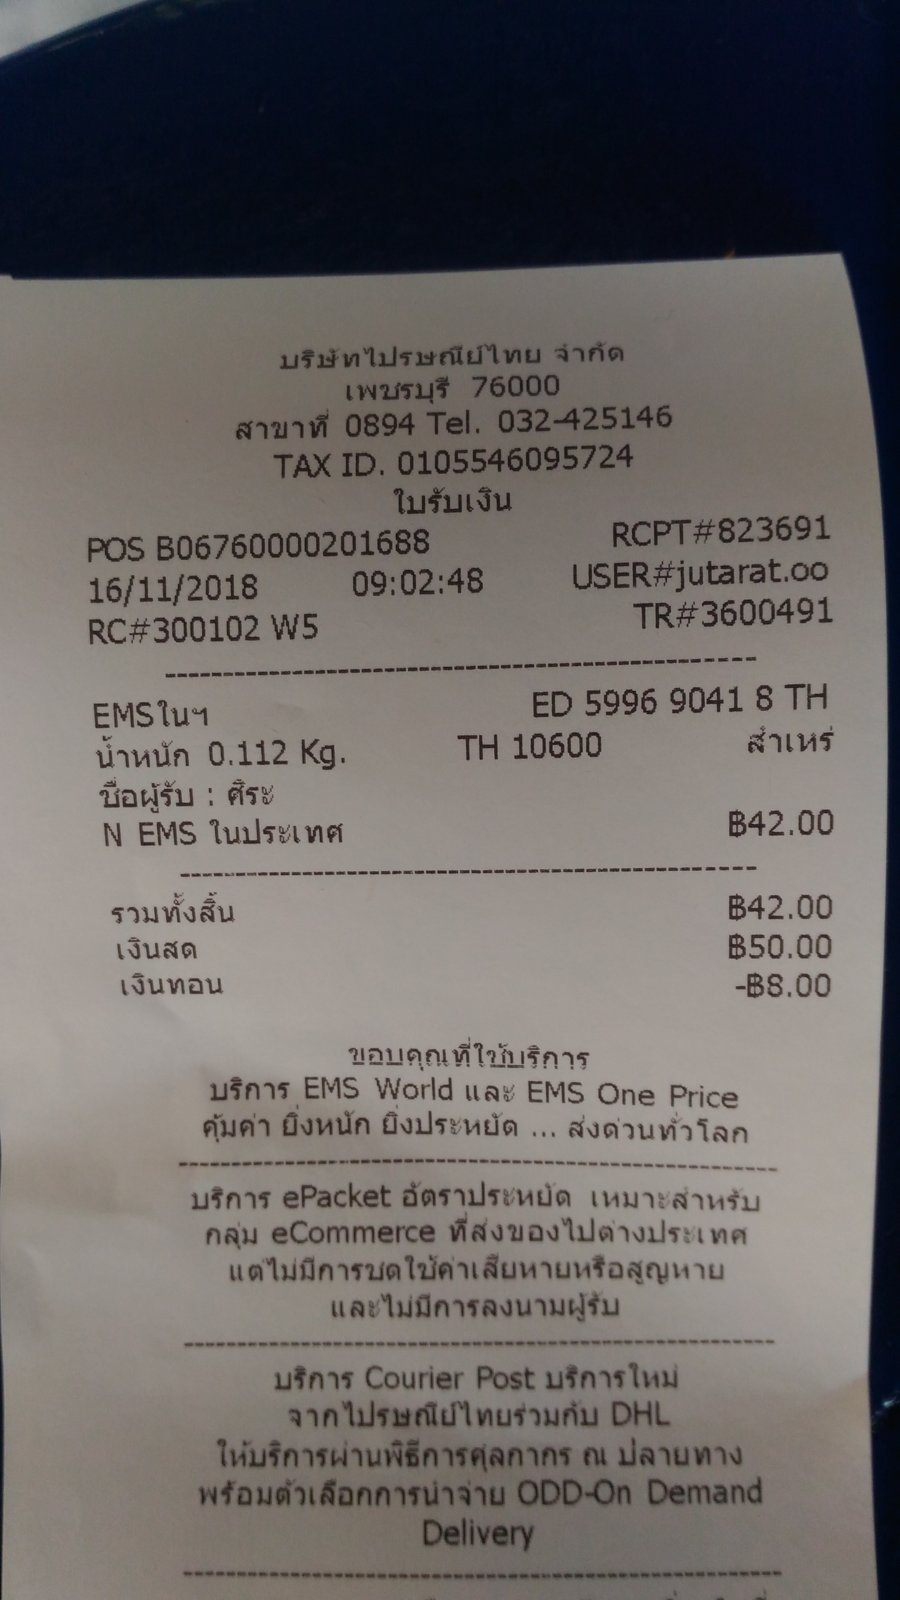 บริษัทไปรษณีย์ไทย จำกัด
เพชรบุรี 76000
สาขาที่ 0894 Tel. 032-425146
TAX ID. 0105546095724
ใบรับเงิน
POS B06760000201688 RCPT#823691
16/11/2018 09:02:48 USER#jutarat.oo
RC#300102 W5 TR#3600491
EMSในฯ ED 5996 9041 8 TH
น้ำหนัก 0.112 Kg. TH 10600 สำเหร่
ชื่อผู้รับ : ศิระ
N EMS ในประเทศ ฿42.00
รวมทั้งสิ้น ฿42.00
เงินสด ฿50.00
เงินทอน -฿8.00
ขอบคุณที่ใช้บริการ
บริการ EMS World และ EMS One Price
คุ้มค่า ยิ่งหนัก ยิ่งประหยัด ... ส่งด่วนทั่วโลก
บริการ ePacket อัตราประหยัด เหมาะสำหรับ
กลุ่ม eCommerce ที่ส่งของไปต่างประเทศ
แต่ไม่มีการชดใช้ค่าเสียหายหรือสูญหาย
และไม่มีการลงนามผู้รับ
บริการ Courier Post บริการใหม่
จากไปรษณีย์ไทยร่วมกับ DHL
ให้บริการผ่านพิธีการศุลกากร ณ ปลายทาง
พร้อมตัวเลือกการนำจ่าย ODD-On Demand
Delivery